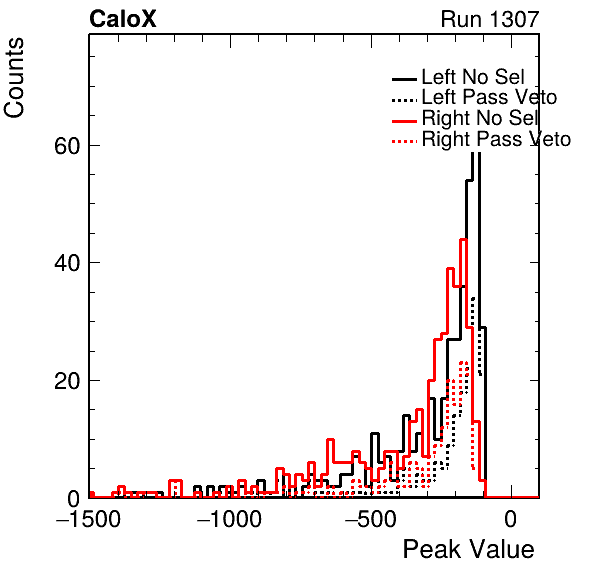 CaloX Run 1307
Counts
Left No Sel
Left Pass Veto
Right No Sel
Right Pass Veto
60
40
20
0
−1500 −1000 −500 0
Peak Value